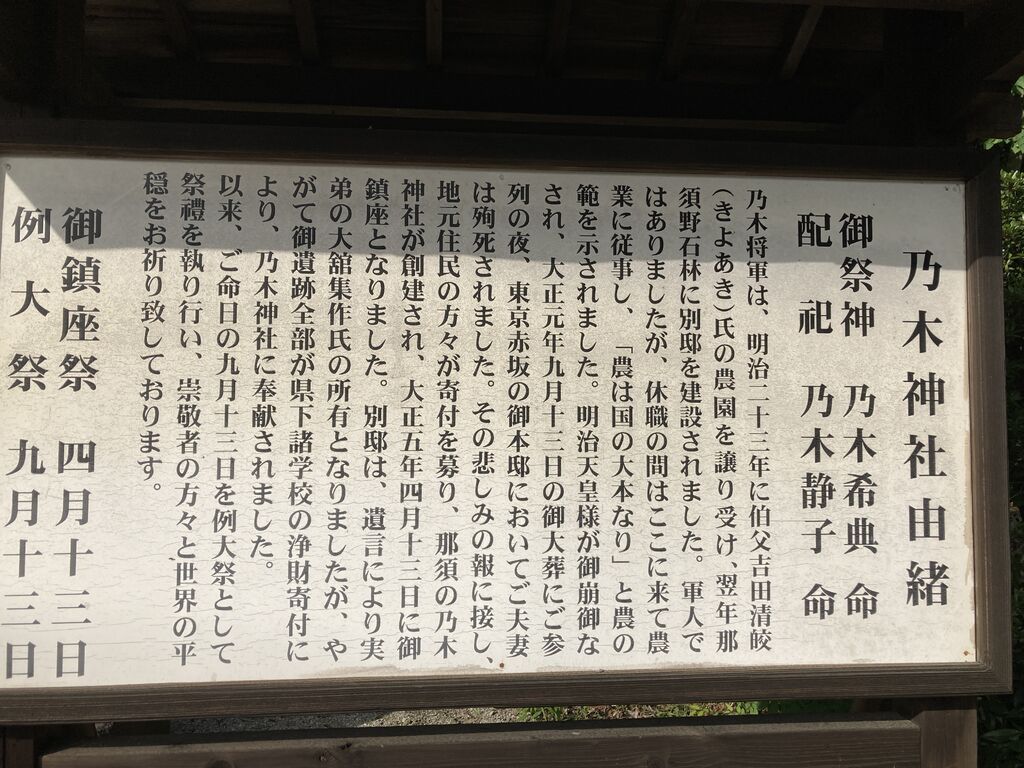 乃木神社由緒
御祭神　乃木希典　命
配　祀　乃木静子　命
乃木将軍は、明治二十三年に伯父吉田清皎
（きよあき）氏の農園を譲り受け、翌年那
須野石林に別邸を建設されました。軍人で
はありましたが、休職の間はここに来て農
業に従事し、「農は国の大本なり」と農の
範を示されました。明治天皇様が御崩御な
され、大正元年九月十三日の御大葬にご参
列の夜、東京赤坂の御本邸においてご夫妻
は殉死されました。その悲しみの報に接し、
地元住民の方々が寄付を募り、那須の乃木
神社が創建され、大正五年四月十三日に御
鎮座となりました。別邸は、遺言により実
弟の大舘集作氏の所有となりましたが、や
がて御遺跡全部が県下諸学校の浄財寄付に
より、乃木神社に奉献されました。
以来、ご命日の九月十三日を例大祭として
祭禮を執り行い、崇敬者の方々と世界の平
穏をお祈り致しております。
御鎮座祭　四月十三日
例大祭　九月十三日